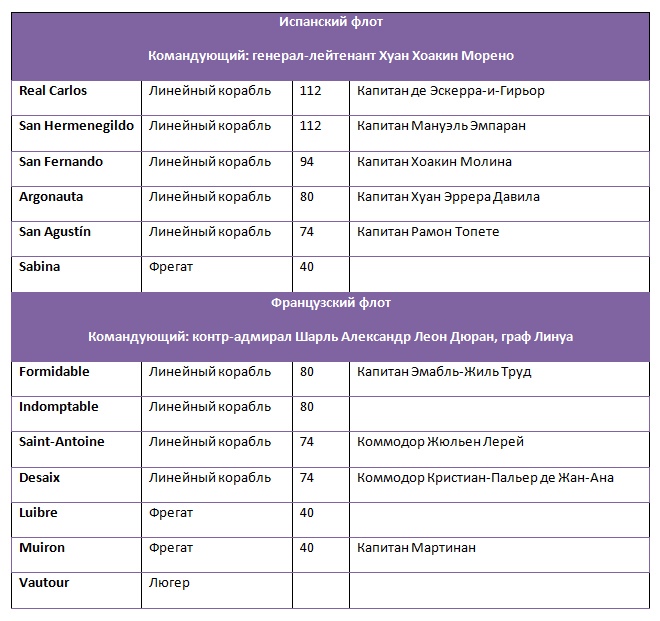 Испанский флот
Командующий: генерал-лейтенант Хуан Хоакин Морено
Real Carlos Линейный корабль 112 Капитан де Эскерра-и-Гирьор
San Hermenegildo Линейный корабль 112 Капитан Мануэль Эмпаран
San Fernando Линейный корабль 94 Капитан Хоакин Молина
Argonauta Линейный корабль 80 Капитан Хуан Эррера Давила
San Agustín Линейный корабль 74 Капитан Рамон Топете
Sabina Фрегат 40
Французский флот
Командующий: контр-адмирал Шарль Александр Леон Дюран, граф Линуа
Formidable Линейный корабль 80 Капитан Эмабль-Жиль Труд
Indomptable Линейный корабль 80
Saint-Antoine Линейный корабль 74 Коммодор Жюльен Лерей
Desaix Линейный корабль 74 Коммодор Кристиан-Пальер де Жан-Ана
Luibre Фрегат 40
Muiron Фрегат 40 Капитан Мартинан
Vautour Люгер